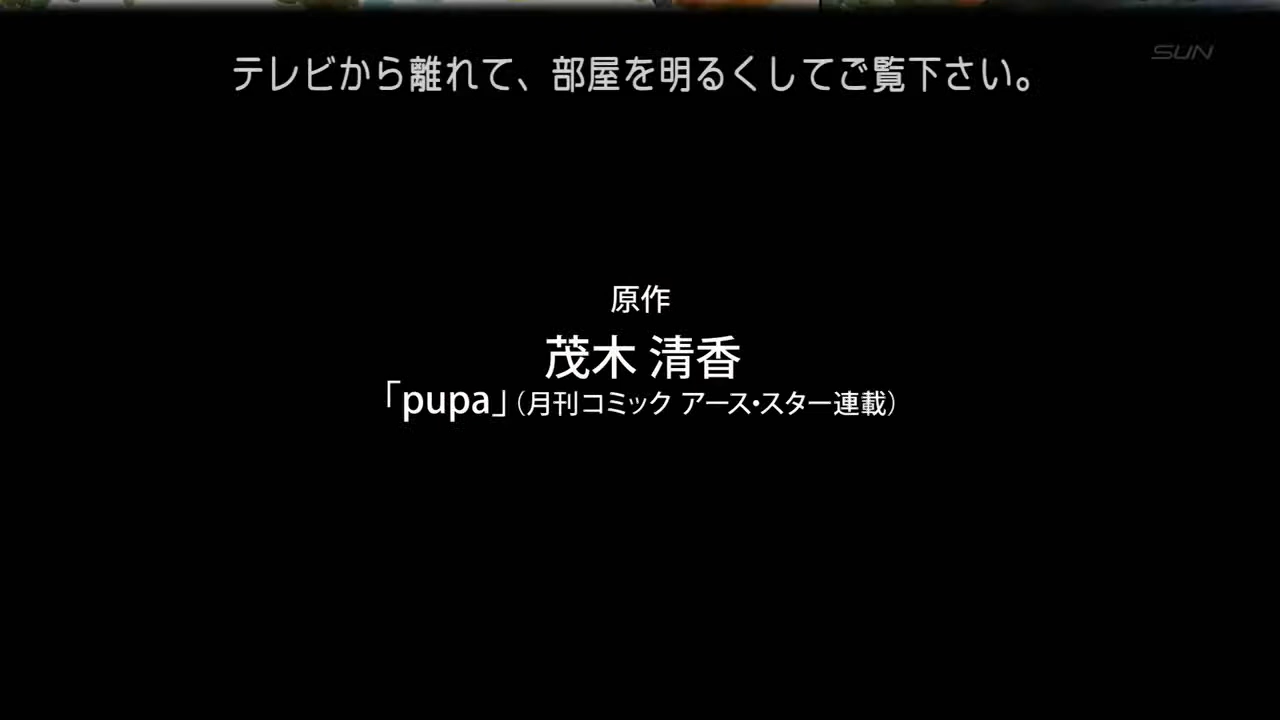 テレビから離れて、部屋を明るくしてご覧下さい。
SUN
原作
茂木 清香
「pupa」（月刊コミック アース・スター連載）